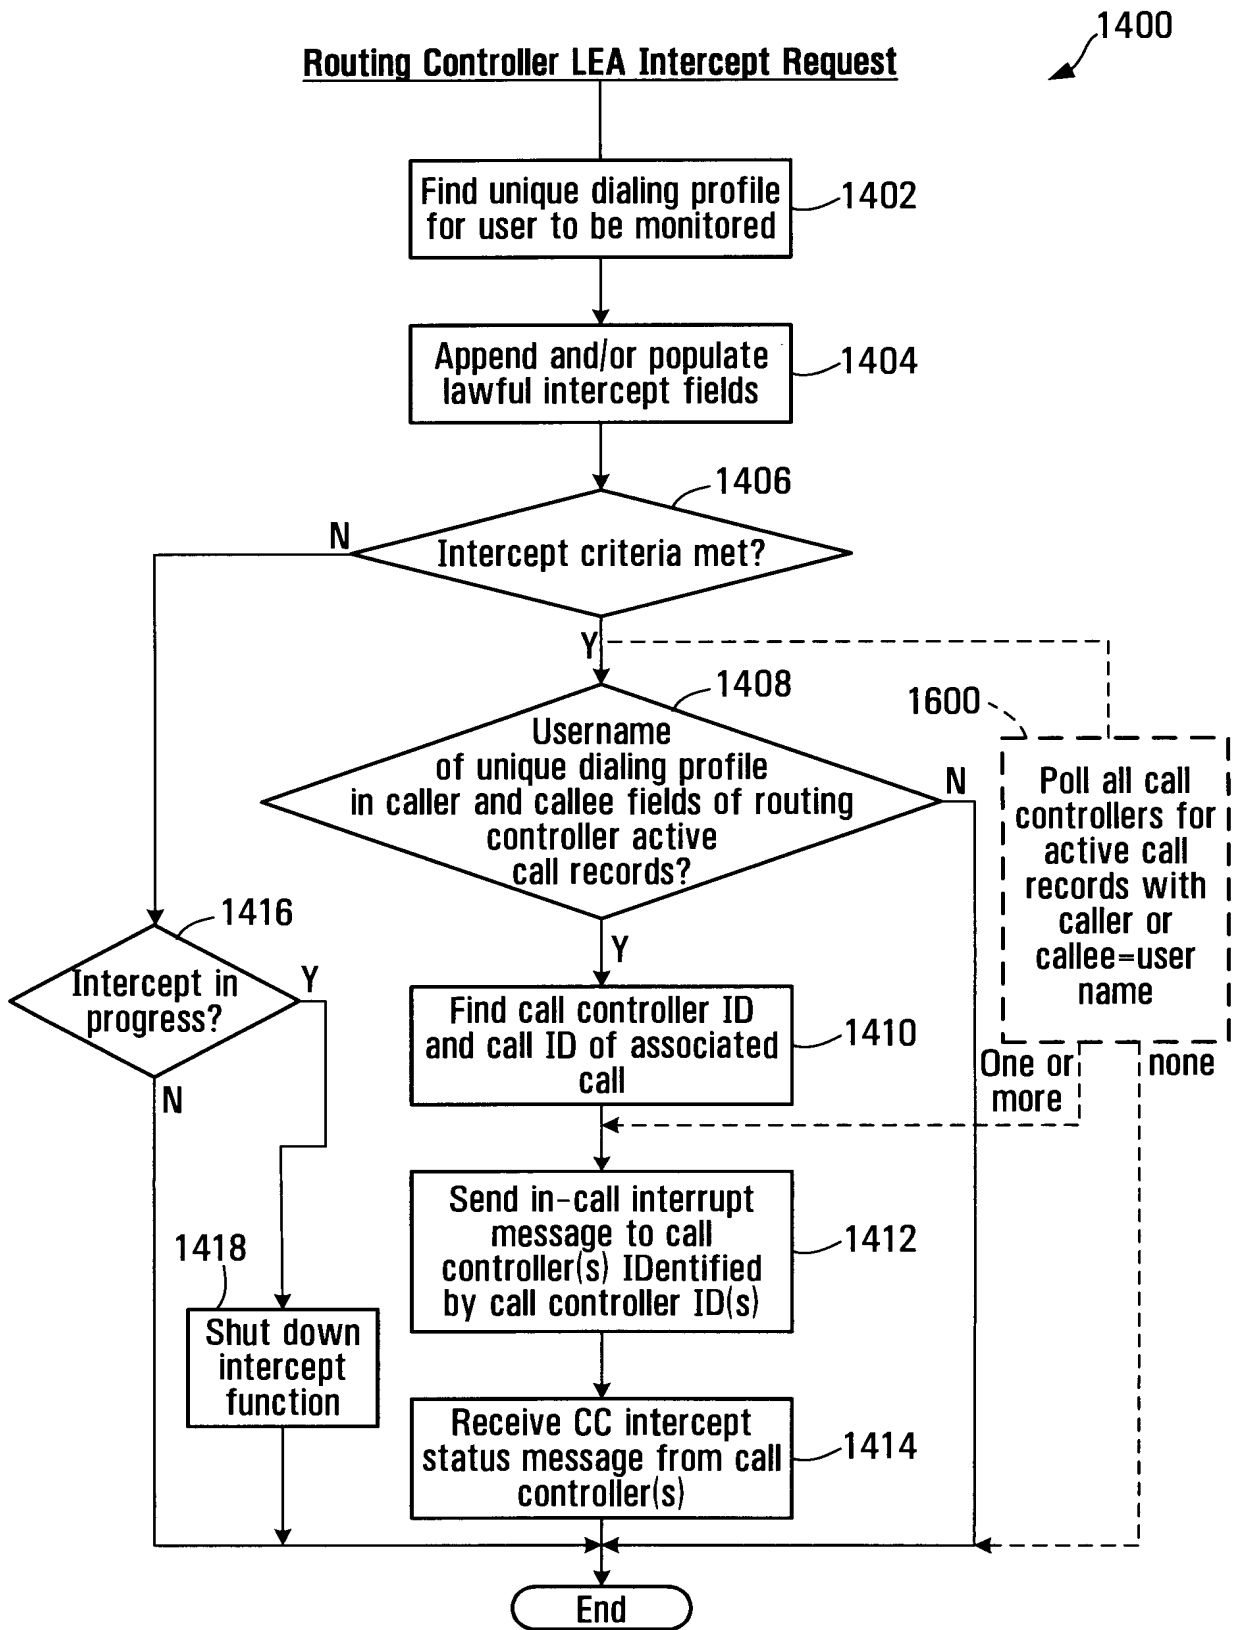 1400
Routing Controller LEA Intercept Request
Find unique dialing profile
for user to be monitored
1402
Append and/or populate
lawful intercept fields
1404
1406
N
Intercept criteria met?
Y
1408
Username
of unique dialing profile
in caller and callee fields of routing
controller active
call records?
N
1600
Poll all call
controllers for
active call
records with
caller or
callee=user
name
One or
more
none
1416
Intercept in
progress?
Y
N
Y
Find call controller ID
and call ID of associated
call
1410
Send in-call interrupt
message to call
controller(s) IDentified
by call controller ID(s)
1412
1418
Shut down
intercept
function
Receive CC intercept
status message from call
controller(s)
1414
End